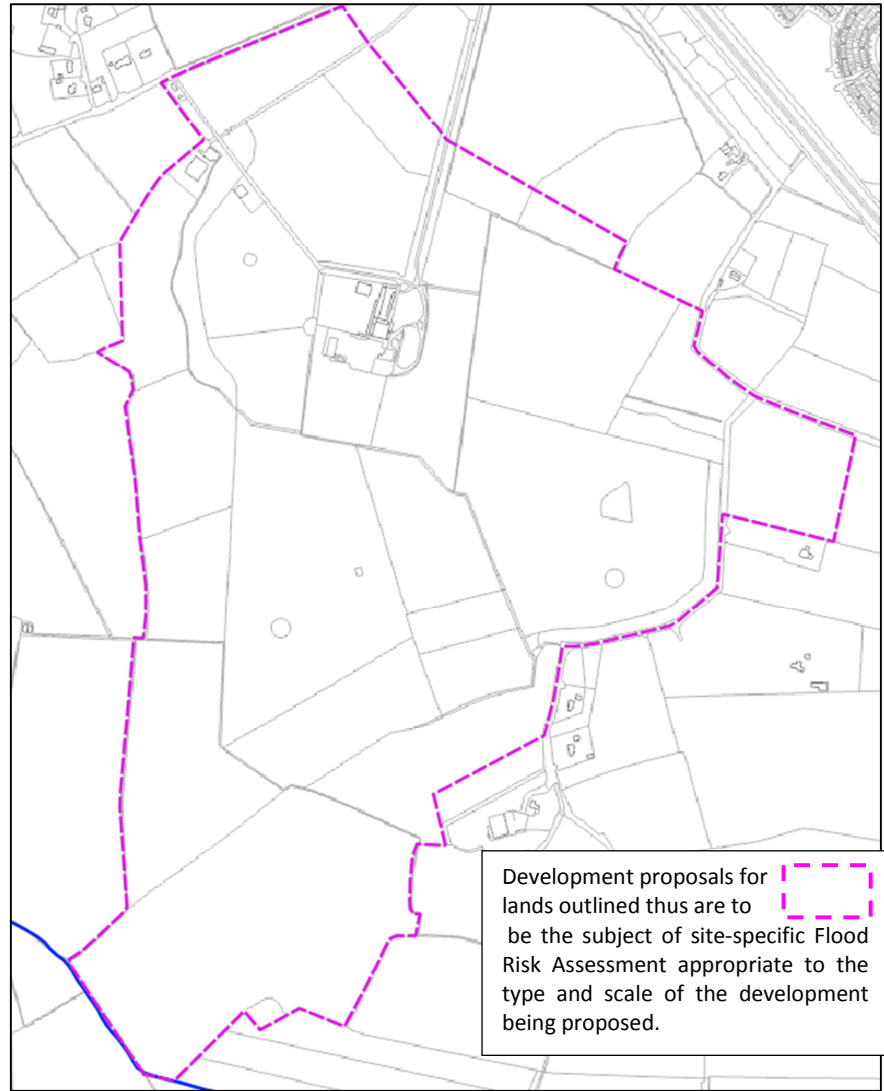 Development proposals for
lands outlined thus are to
be the subject of site-specific Flood
Risk Assessment appropriate to the
type and scale of the development
being proposed.